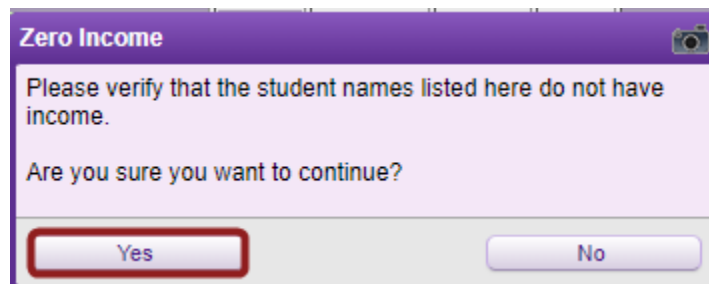 Zero Income
Please verify that the student names listed here do not have
income.
Are you sure you want to continue?
Yes
No